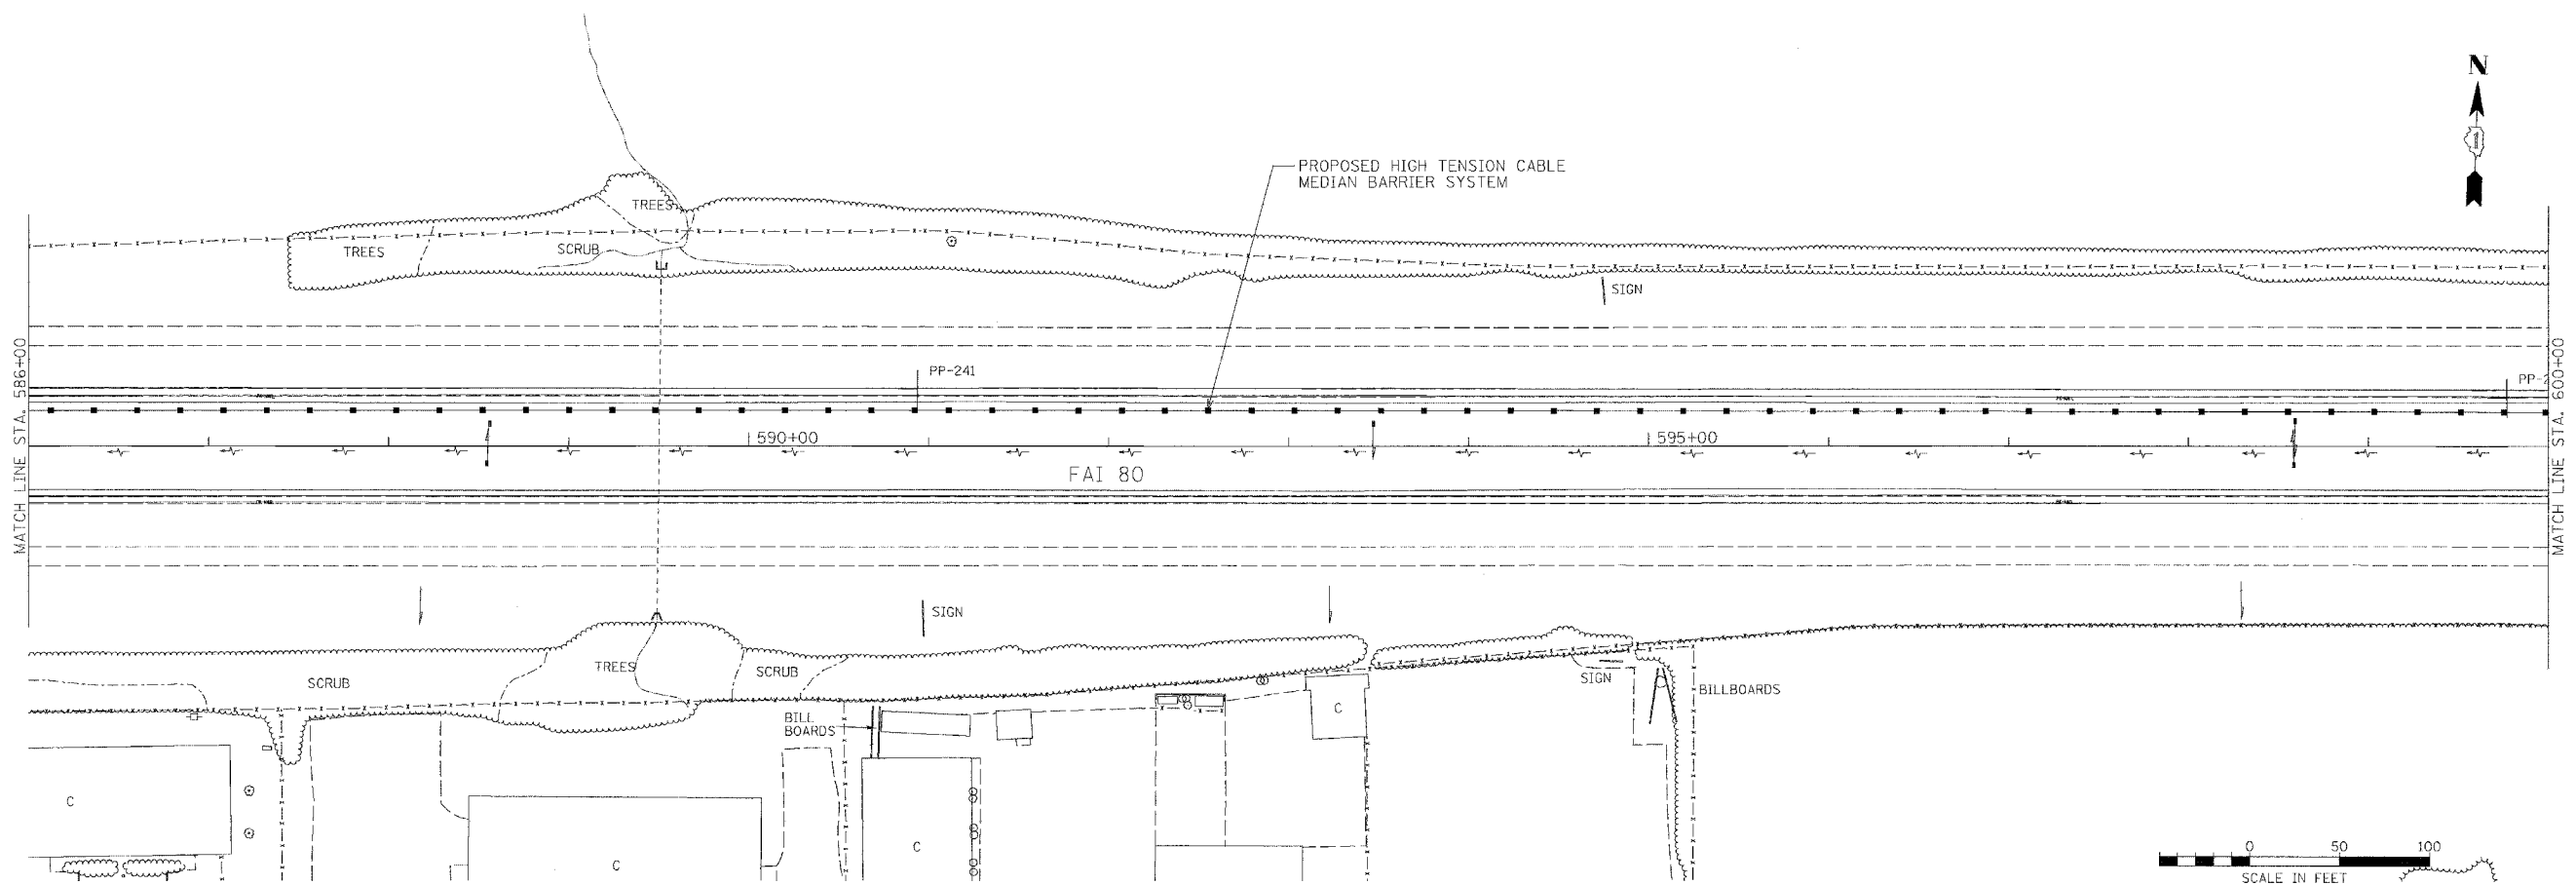 N
PROPOSED HIGH TENSION CABLE
MEDIAN BARRIER SYSTEM
TREES
TREES
SCRUB
SIGN
MATCH LINE STA. 586+00
MATCH LINE STA. 600+00
PP-241
PP-2
590+00
595+00
FAI 80
SIGN
TREES
SCRUB
SCRUB
SIGN
BILLBOARDS
BILL
BOARDS
C
C
C
C
0 50 100
SCALE IN FEET